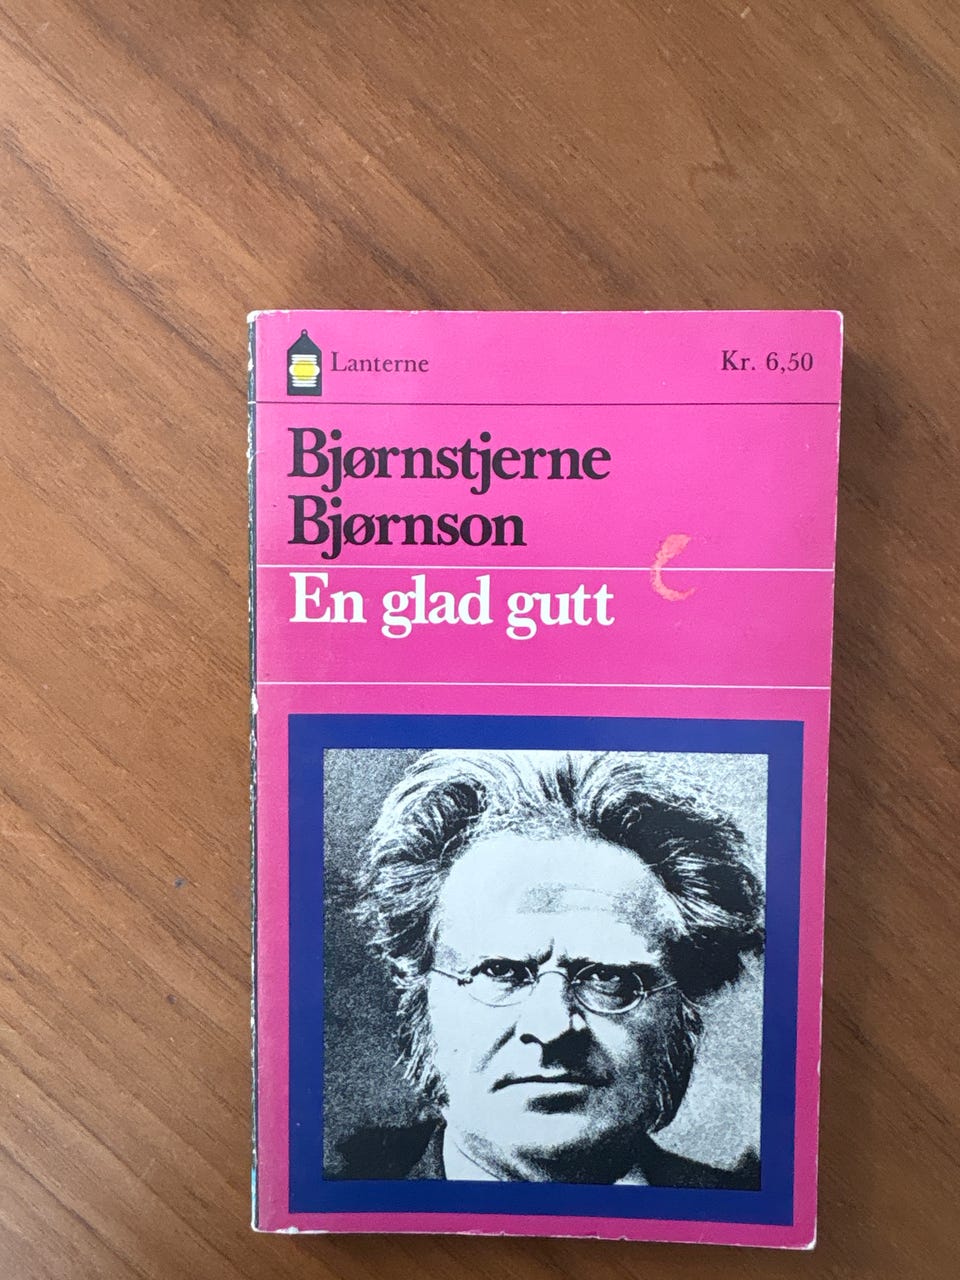 Lanterne
Kr. 6,50
Bjørnstjerne
Bjørnson
En glad gutt